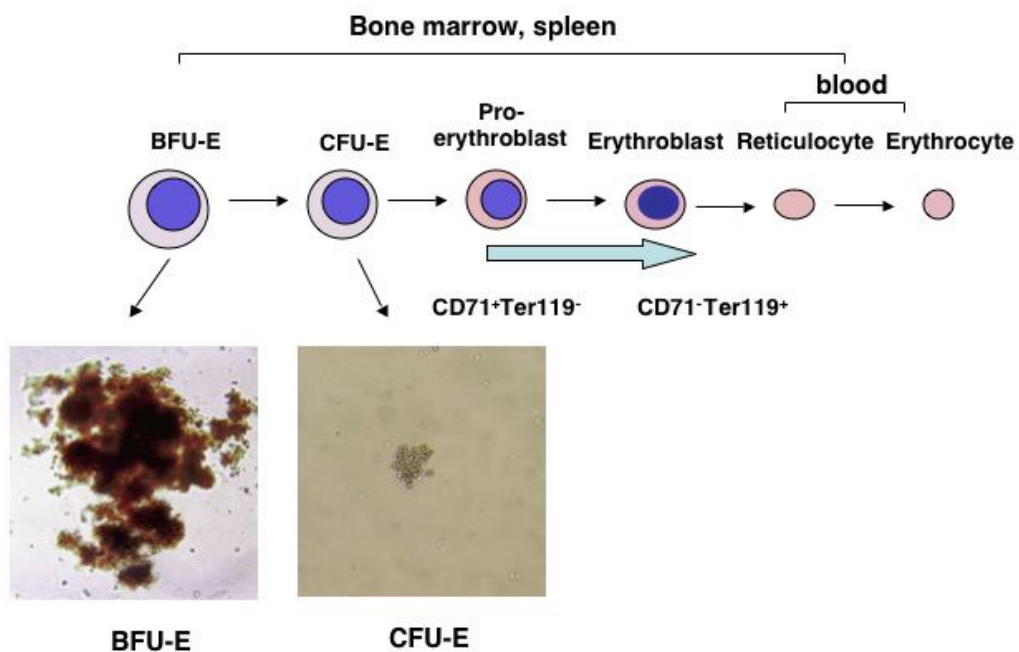 Bone marrow, spleen
blood
BFU-E
CFU-E
Pro-
erythroblast
Erythroblast
Reticulocyte
Erythrocyte
CD71⁺Ter119⁻
CD71⁻Ter119⁺
BFU-E
CFU-E